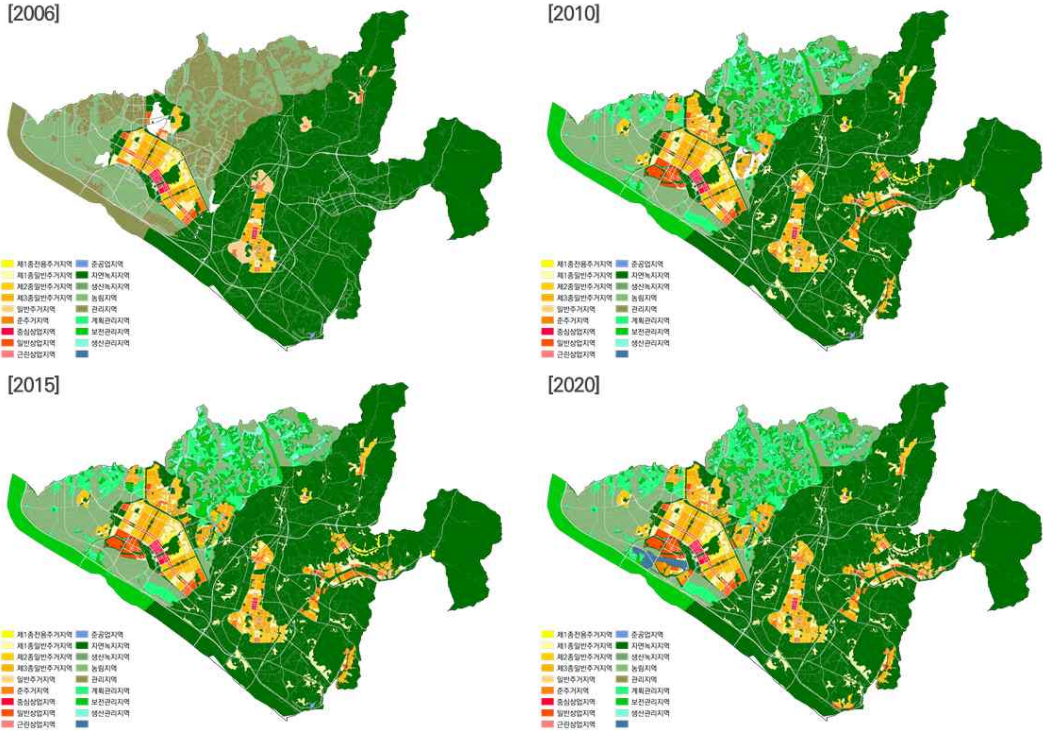 [2006]
제1종전용주거지역 준공업지역
제1종일반주거지역 자연녹지지역
제2종일반주거지역 생산녹지지역
제3종일반주거지역 농림지역
일반주거지역 관리지역
준주거지역 계획관리지역
중심상업지역 보전관리지역
일반상업지역 생산관리지역
근린상업지역
[2010]
제1종전용주거지역 준공업지역
제1종일반주거지역 자연녹지지역
제2종일반주거지역 생산녹지지역
제3종일반주거지역 농림지역
일반주거지역 관리지역
준주거지역 계획관리지역
중심상업지역 보전관리지역
일반상업지역 생산관리지역
근린상업지역
[2015]
제1종전용주거지역 준공업지역
제1종일반주거지역 자연녹지지역
제2종일반주거지역 생산녹지지역
제3종일반주거지역 농림지역
일반주거지역 관리지역
준주거지역 계획관리지역
중심상업지역 보전관리지역
일반상업지역 생산관리지역
근린상업지역
[2020]
제1종전용주거지역 준공업지역
제1종일반주거지역 자연녹지지역
제2종일반주거지역 생산녹지지역
제3종일반주거지역 농림지역
일반주거지역 관리지역
준주거지역 계획관리지역
중심상업지역 보전관리지역
일반상업지역 생산관리지역
근린상업지역